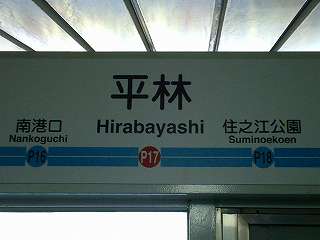 平林
Hirabayashi
南港口
Nankoguchi
住之江公園
Suminoekoen
P16
P17
P18